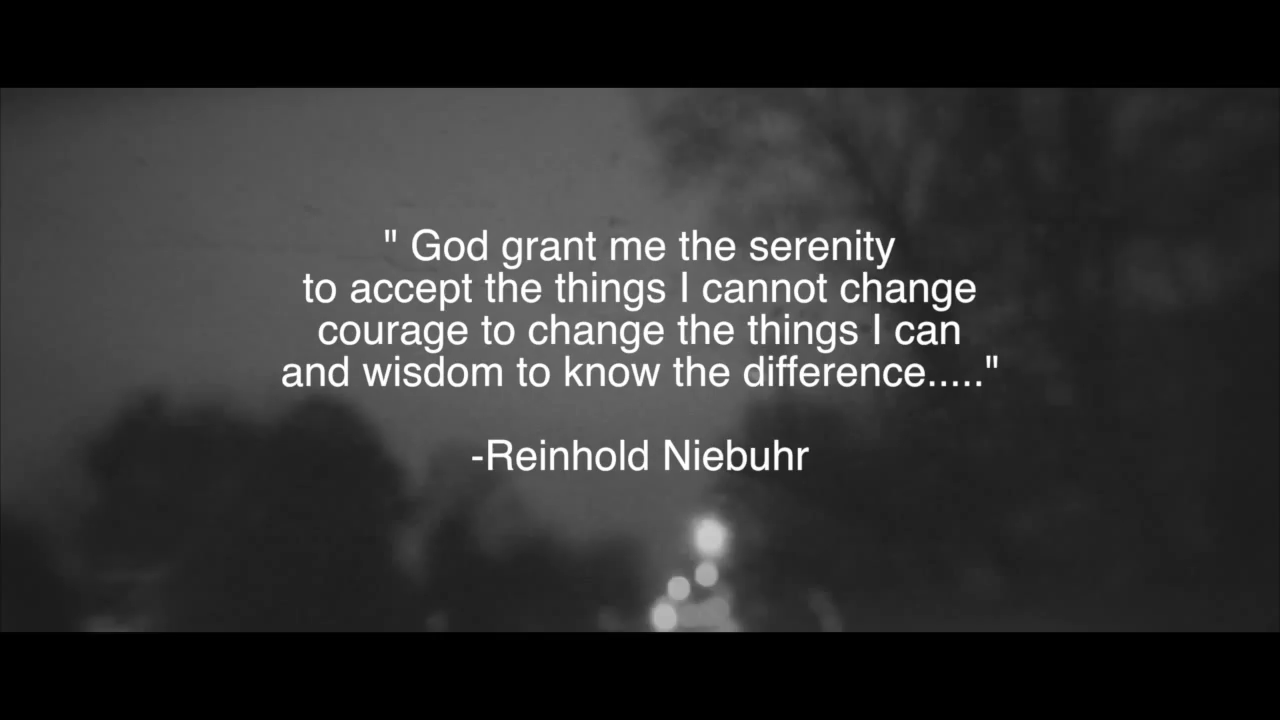 " God grant me the serenity
to accept the things I cannot change
courage to change the things I can
and wisdom to know the difference....."
-Reinhold Niebuhr